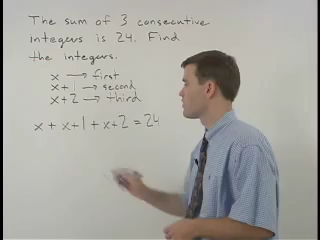 The sum of 3 consecutive
integers is 24. Find
the integers.
x → first
x+1 → second
x+2 → third
x + x+1 + x+2 = 24